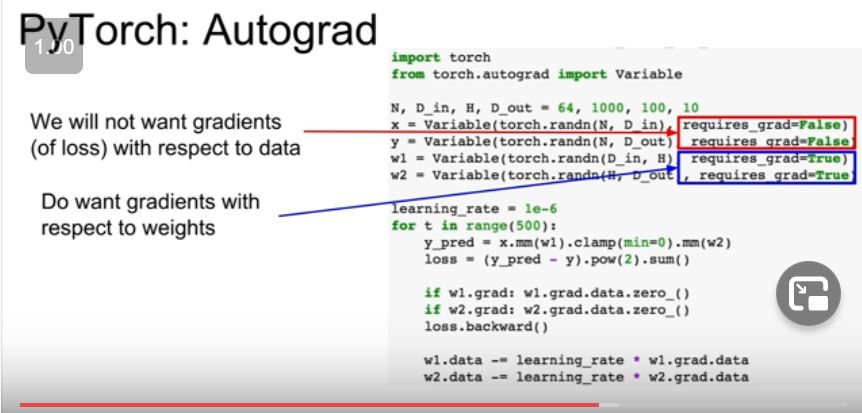 PyTorch: Autograd
1.00
We will not want gradients
(of loss) with respect to data
Do want gradients with
respect to weights
import torch
from torch.autograd import Variable
N, D_in, H, D_out = 64, 1000, 100, 10
x = Variable(torch.randn(N, D_in), requires_grad=False)
y = Variable(torch.randn(N, D_out), requires_grad=False)
w1 = Variable(torch.randn(D_in, H), requires_grad=True)
w2 = Variable(torch.randn(H, D_out), requires_grad=True)
learning_rate = 1e-6
for t in range(500):
y_pred = x.mm(w1).clamp(min=0).mm(w2)
loss = (y_pred - y).pow(2).sum()
if w1.grad: w1.grad.data.zero_()
if w2.grad: w2.grad.data.zero_()
loss.backward()
w1.data -= learning_rate * w1.grad.data
w2.data -= learning_rate * w2.grad.data